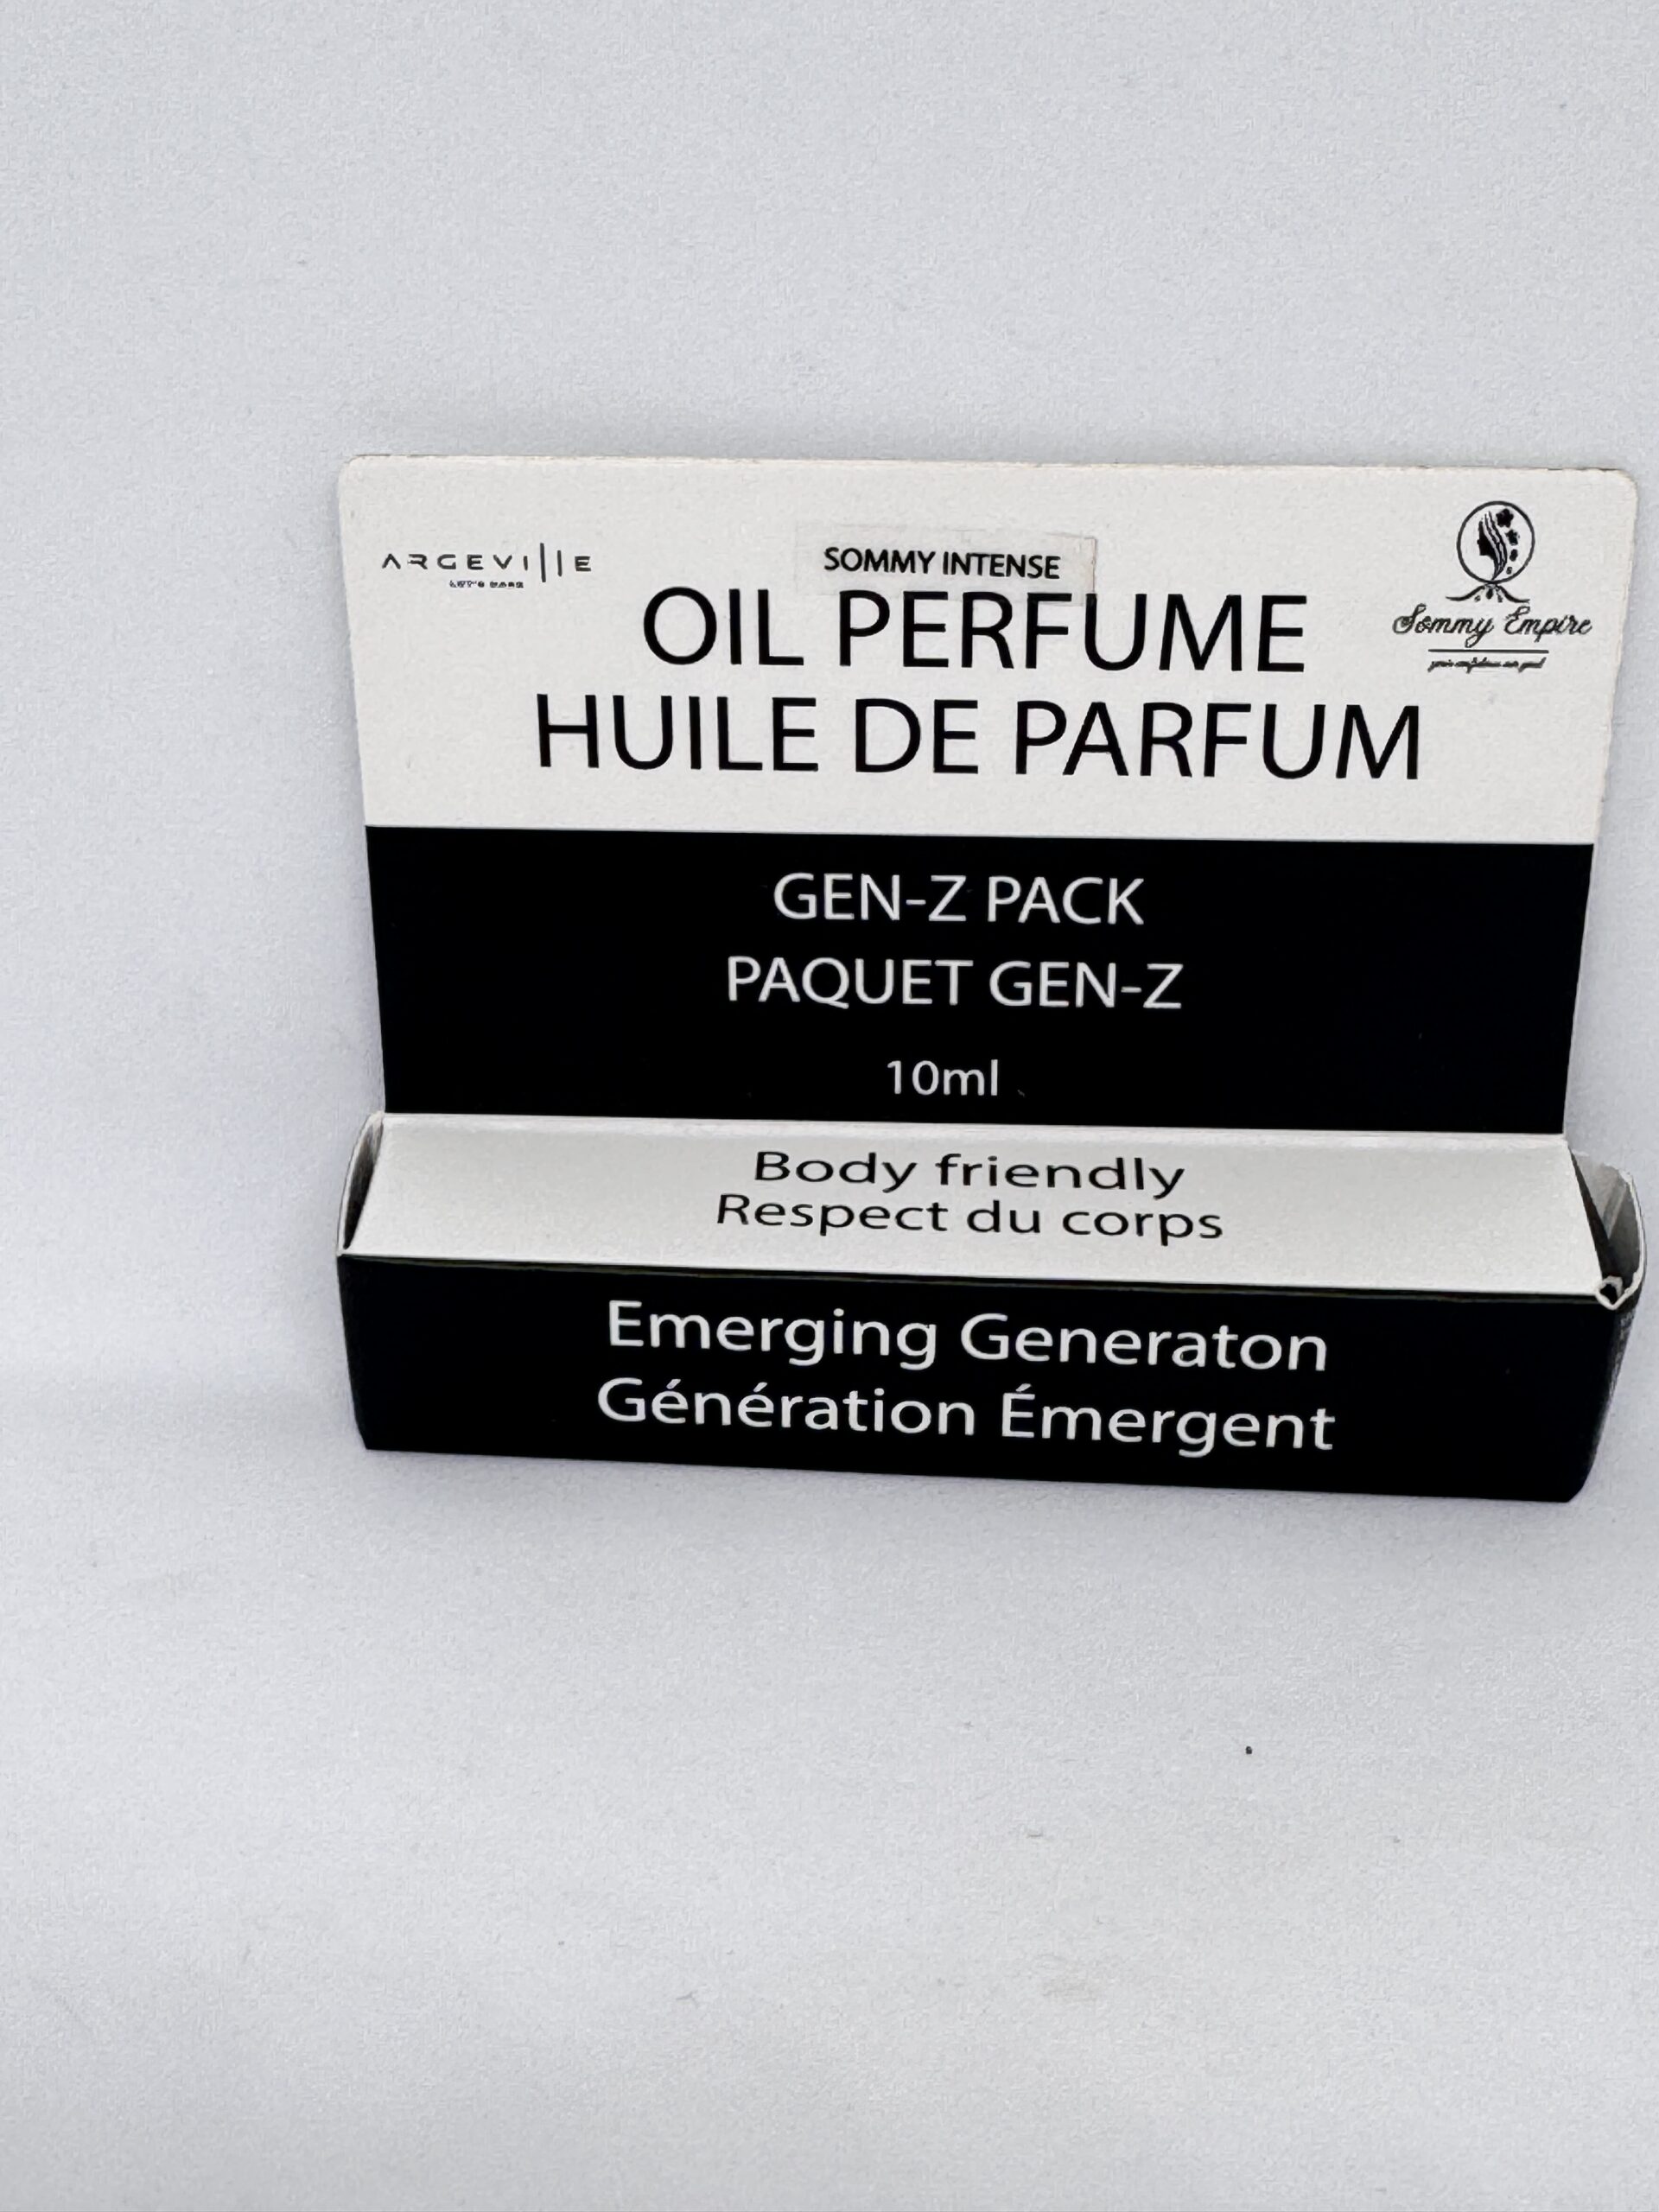 ARGEVILLE
SOMMY INTENSE
OIL PERFUME
HUILE DE PARFUM
Sommy Empire
GEN-Z PACK
PAQUET GEN-Z
10ml
Body friendly
Respect du corps
Emerging Generaton
Génération Émergent